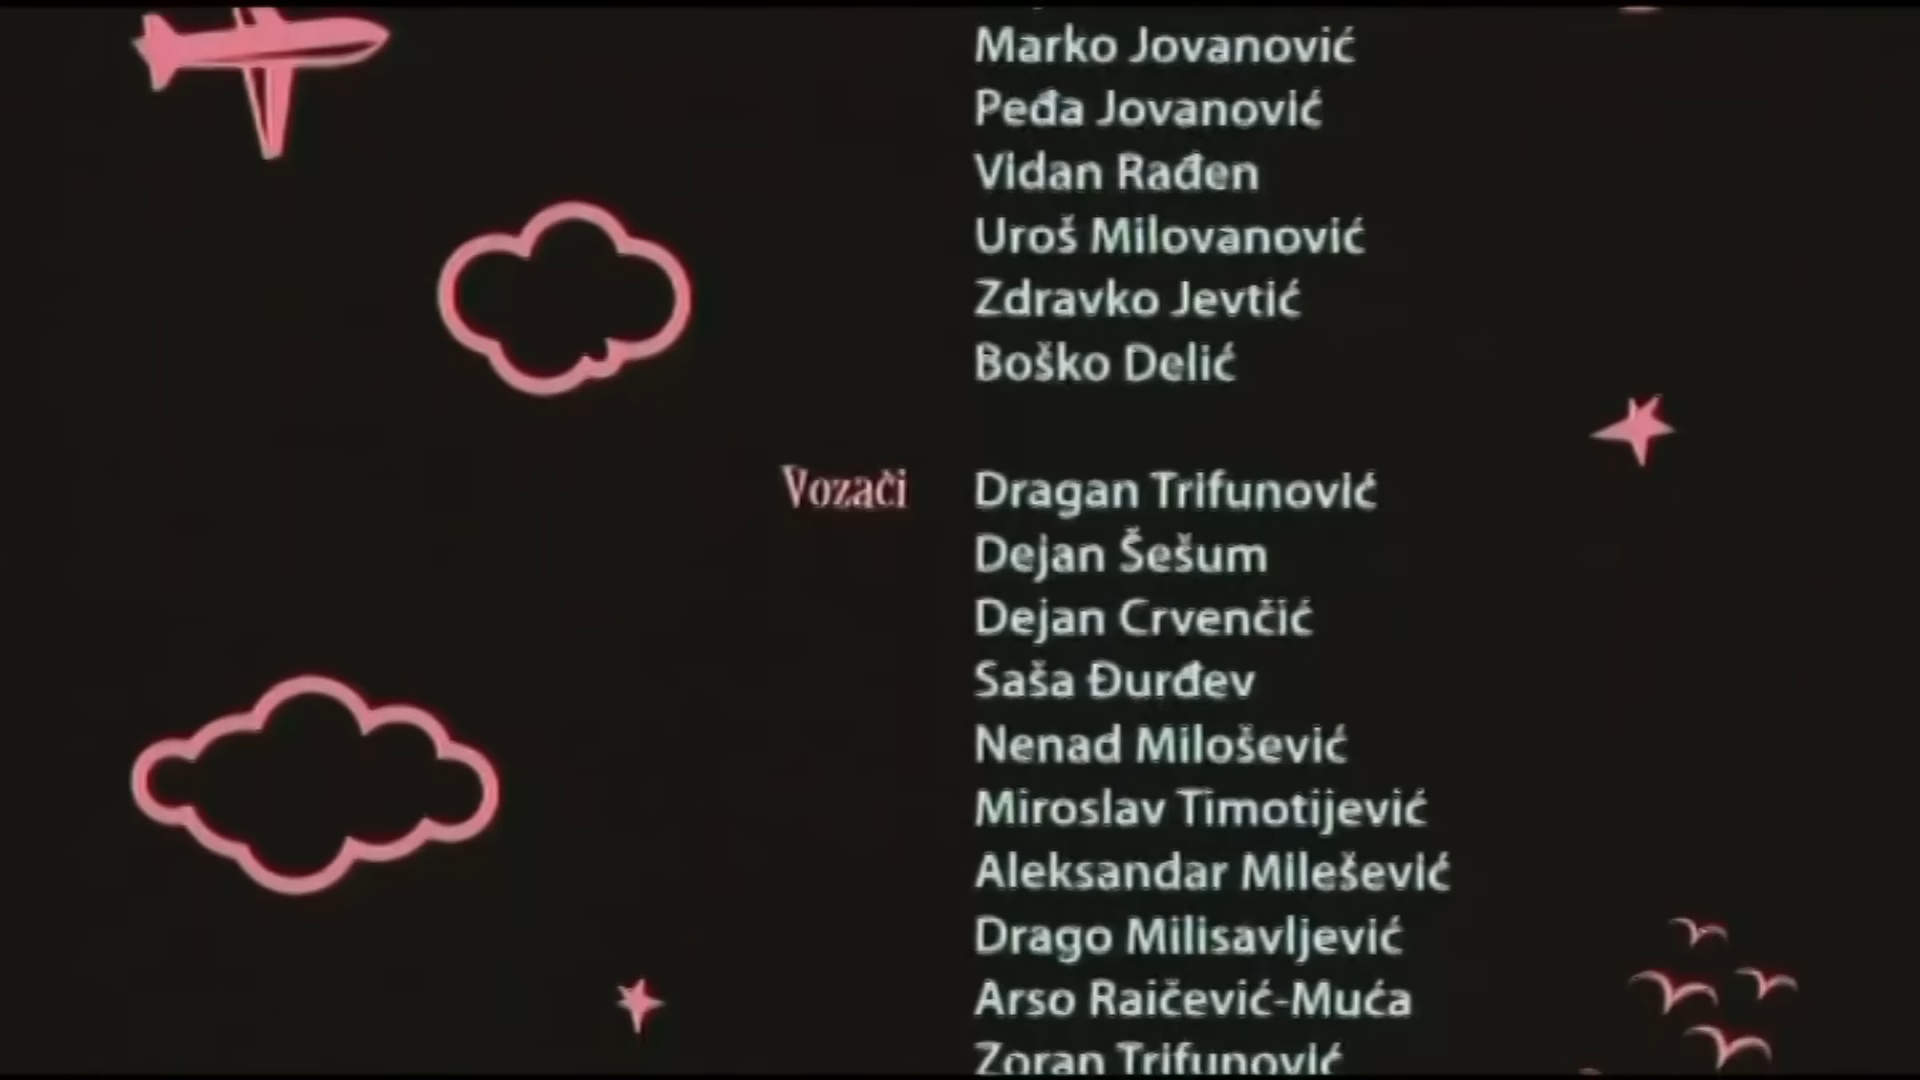 Marko Jovanović
Peđa Jovanović
Vidan Rađen
Uroš Milovanović
Zdravko Jevtić
Boško Delić
Vozači Dragan Trifunović
Dejan Šešum
Dejan Crvenčić
Saša Đurđev
Nenad Milošević
Miroslav Timotijević
Aleksandar Milešević
Drago Milisavljević
Arso Raičević-Muća
Zoran Trifunović